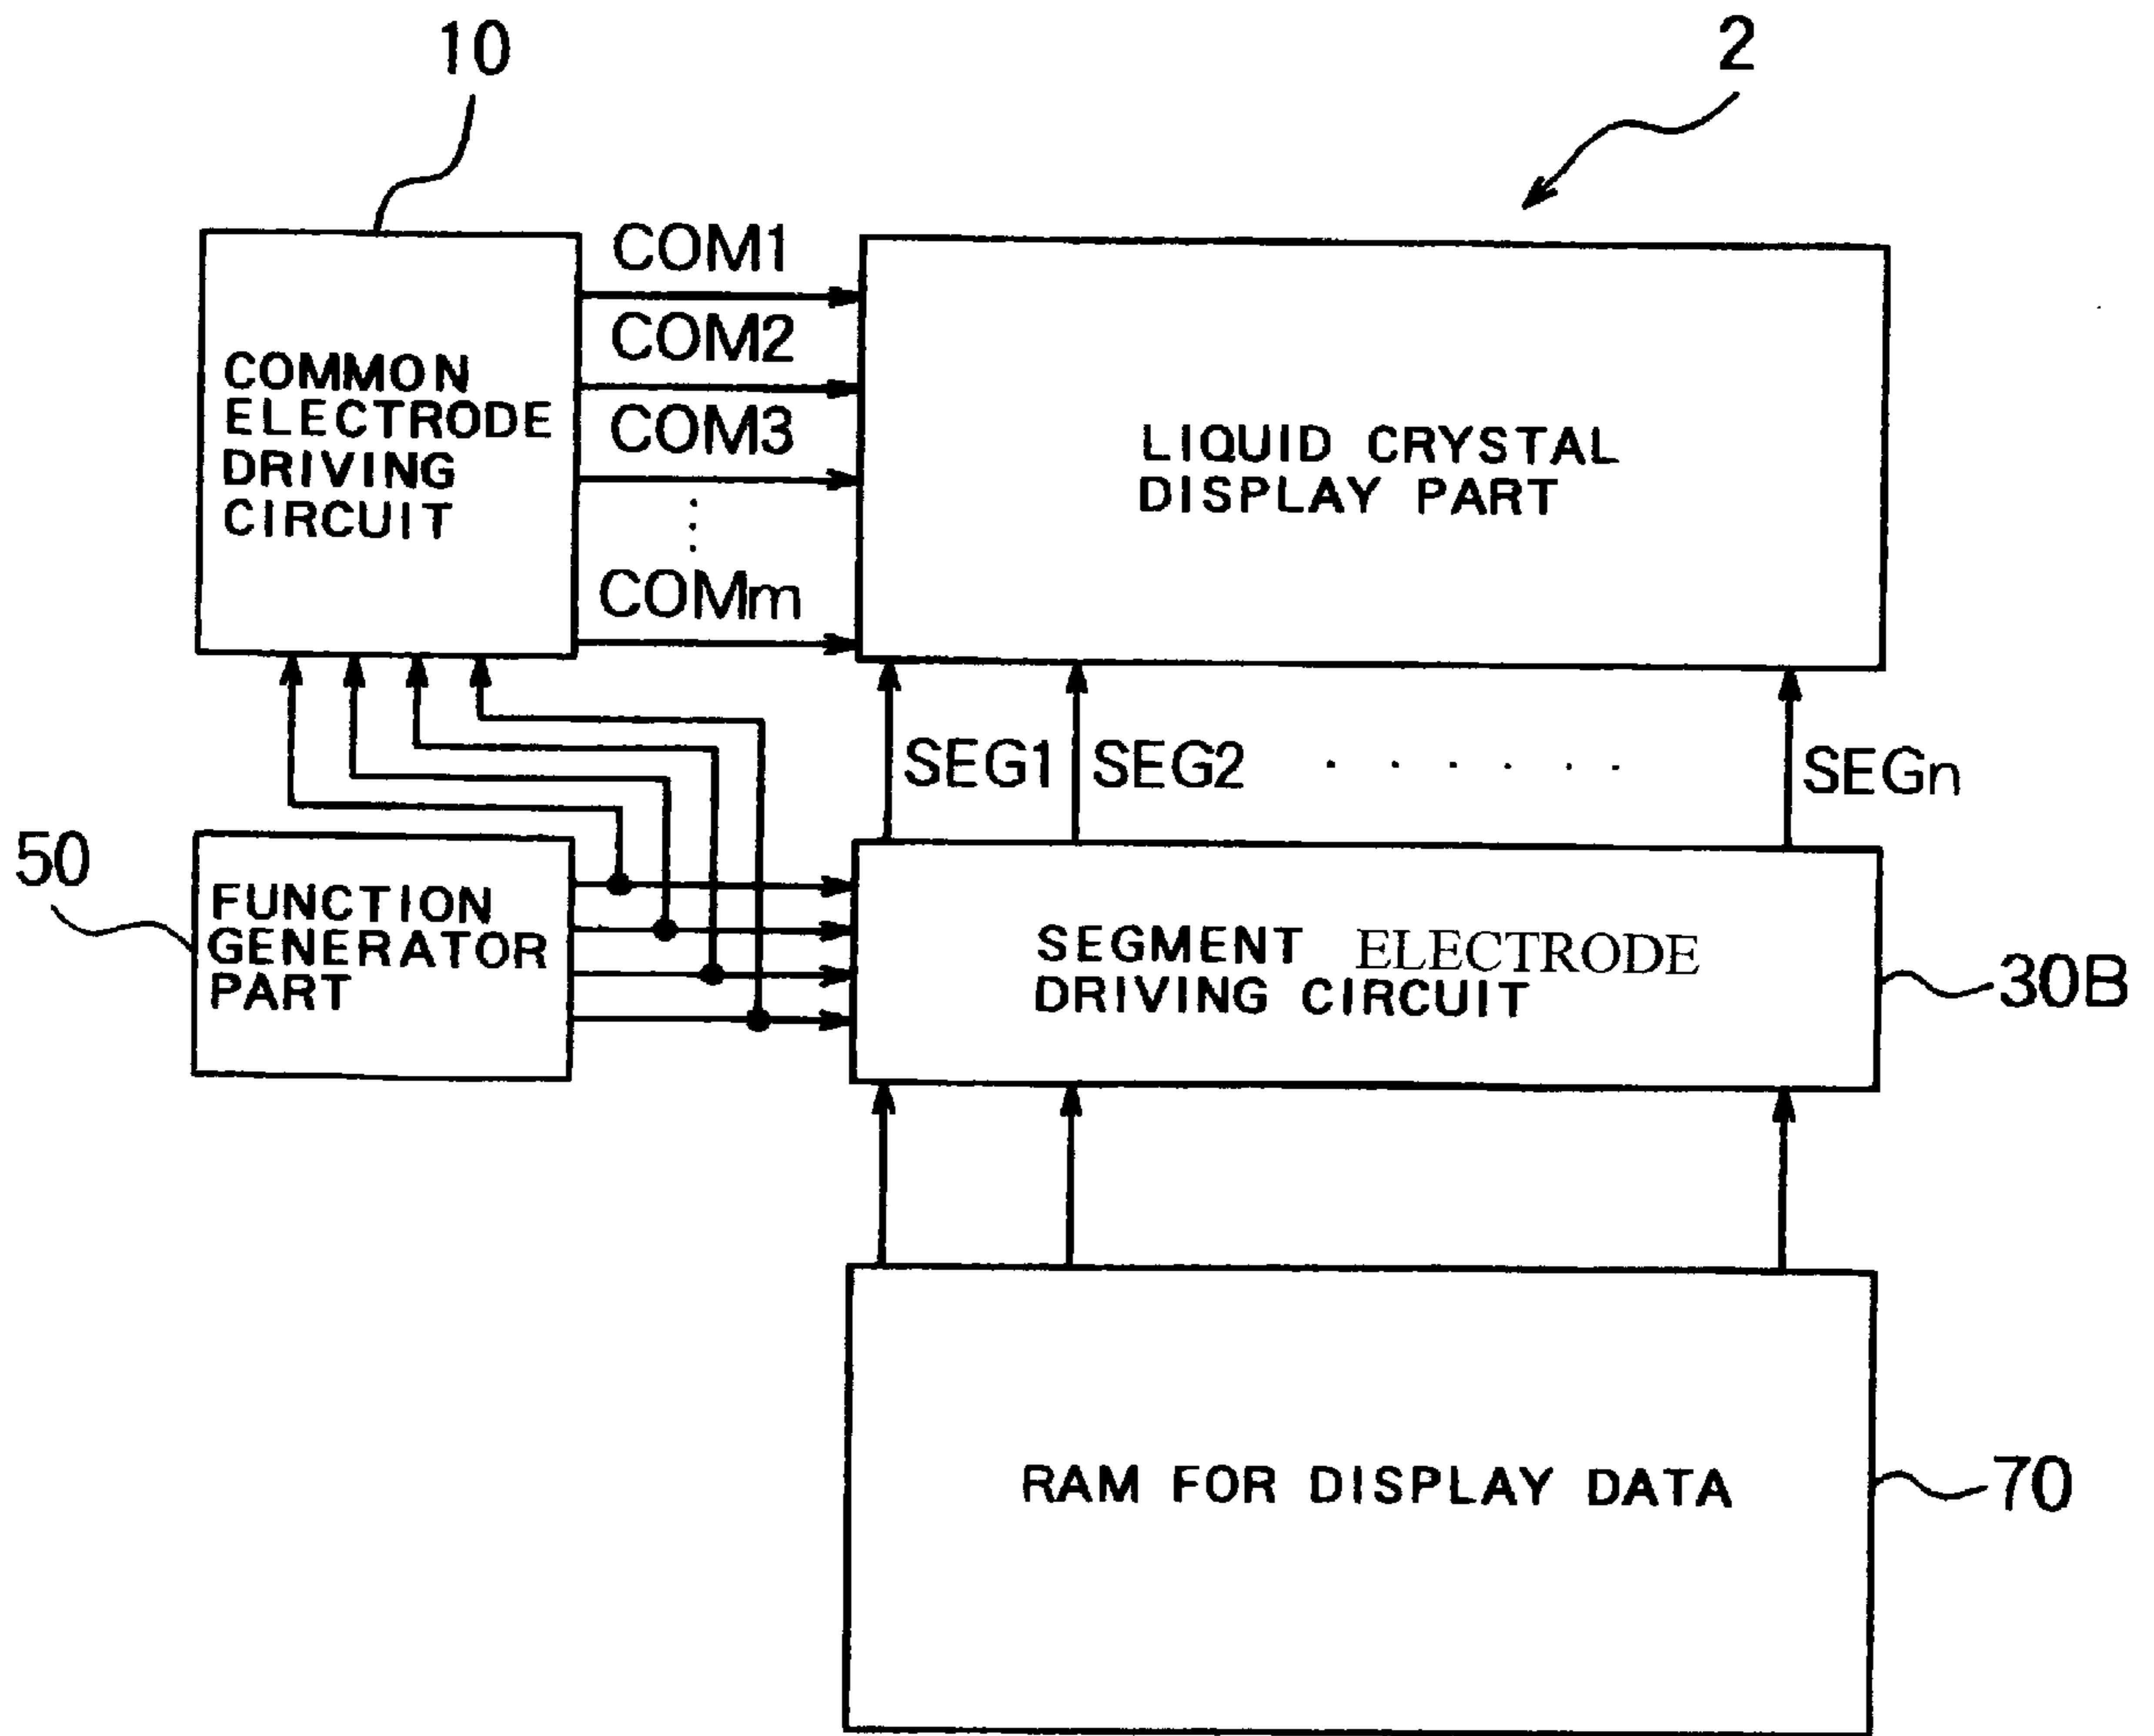 10
2
COM1
COM2
COM3
COMm
COMMON
ELECTRODE
DRIVING
CIRCUIT
LIQUID CRYSTAL
DISPLAY PART
SEG1
SEG2
SEGn
50
FUNCTION
GENERATOR
PART
SEGMENT ELECTRODE
DRIVING CIRCUIT
30B
RAM FOR DISPLAY DATA
70